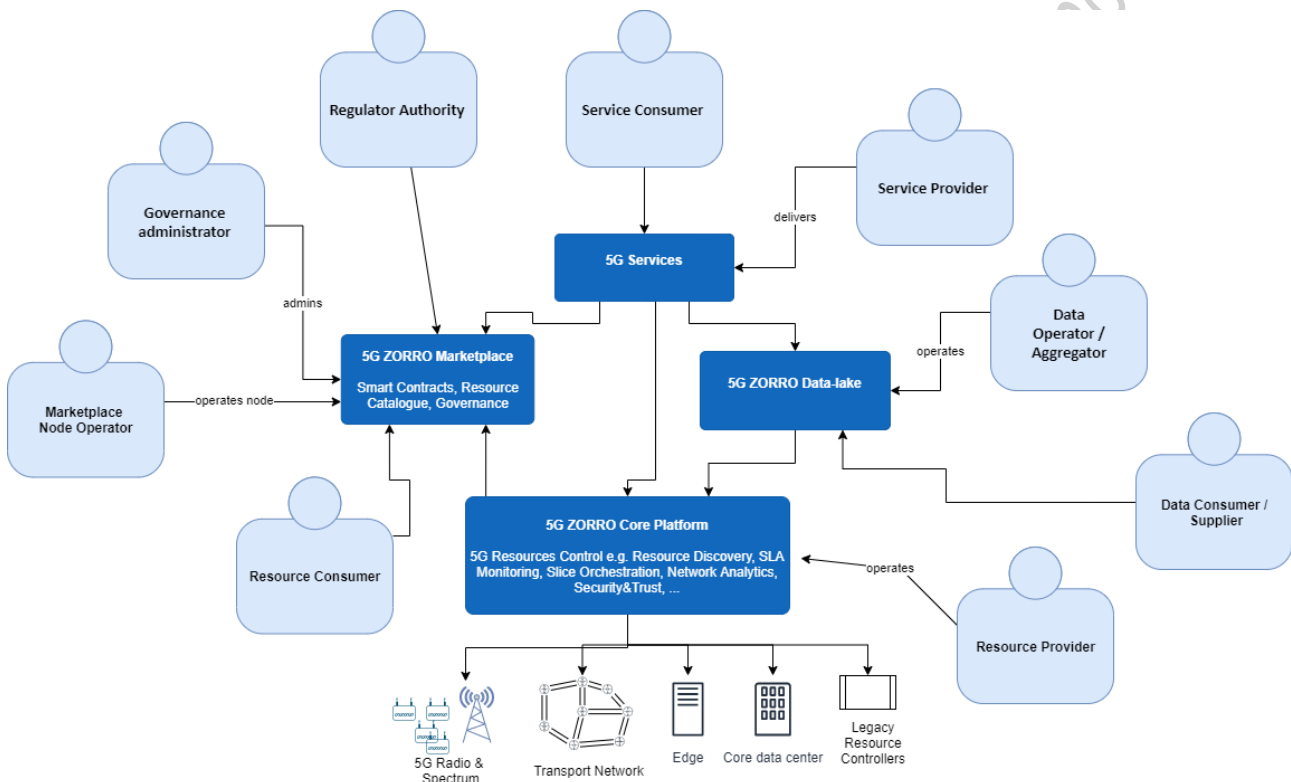 Regulator Authority
Service Consumer
Service Provider
Governance
administrator
delivers
5G Services
admins
Data
Operator /
Aggregator
operates
5G ZORRO Marketplace
Smart Contracts, Resource
Catalogue, Governance
5G ZORRO Data-lake
operates node
Marketplace
Node Operator
Data Consumer /
Supplier
5G ZORRO Core Platform
5G Resources Control e.g. Resource Discovery, SLA
Monitoring, Slice Orchestration, Network Analytics,
Security&Trust, ...
operates
Resource Consumer
Resource Provider
5G Radio &
Spectrum
Transport Network
Edge
Core data center
Legacy
Resource
Controllers